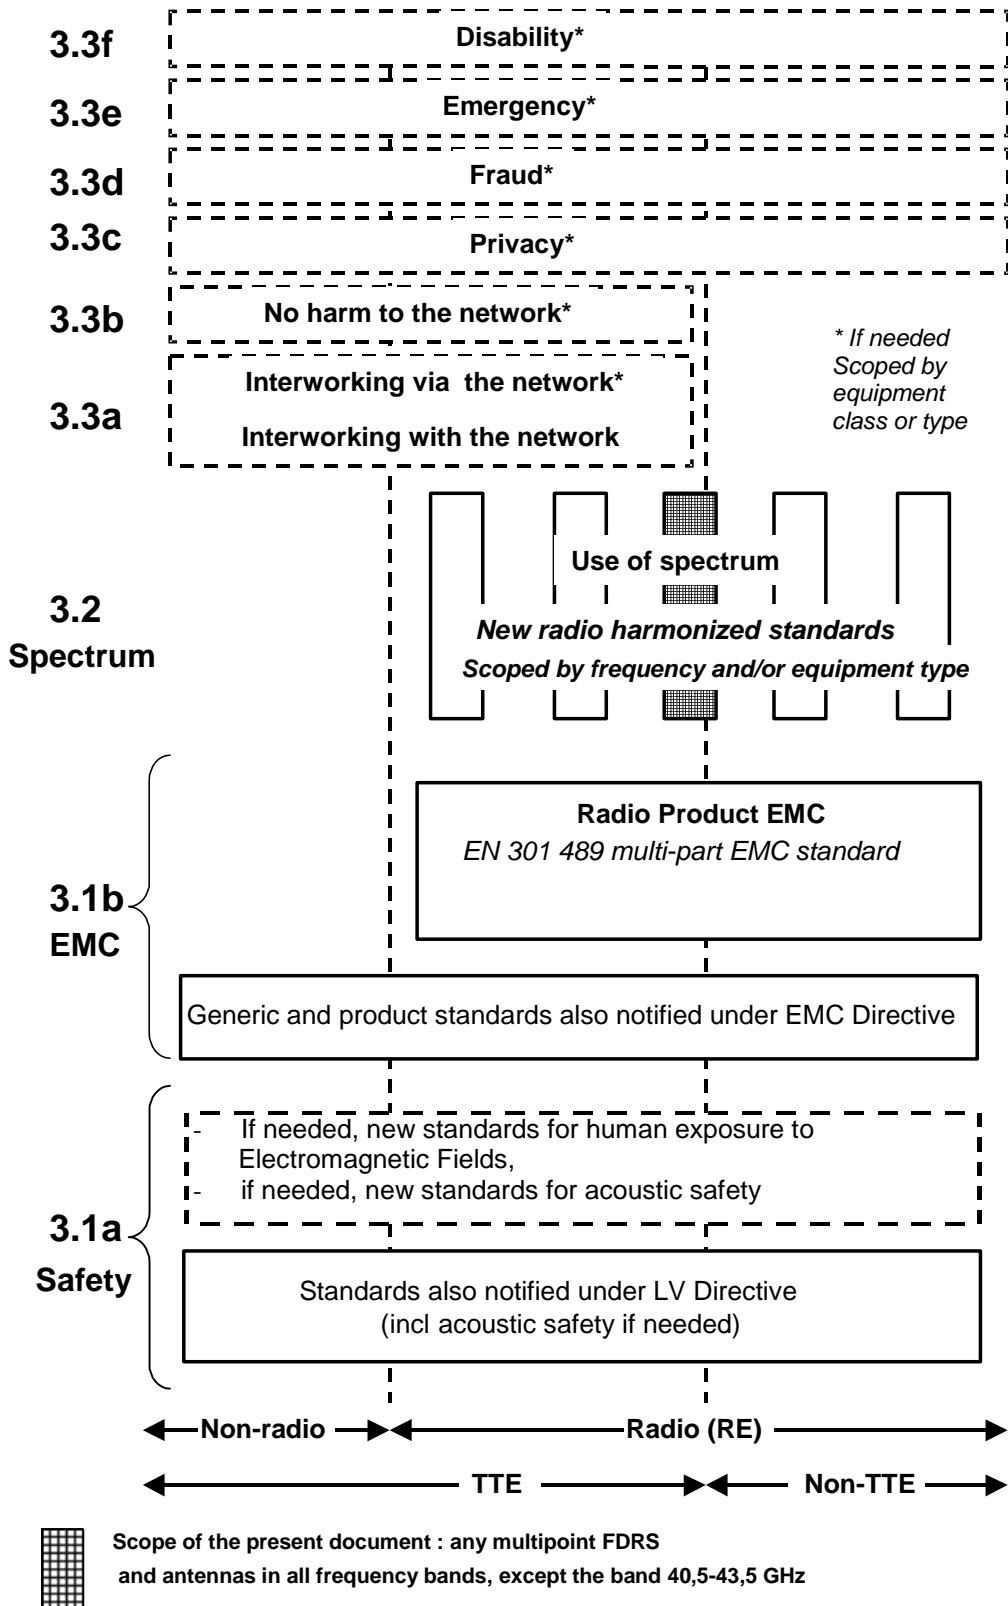 3.3f
Disability*
3.3e
Emergency*
3.3d
Fraud*
3.3c
Privacy*
3.3b
No harm to the network*
* If needed
Scoped by
equipment
class or type
3.3a
Interworking via the network*
Interworking with the network
3.2
Spectrum
Use of spectrum
New radio harmonized standards
Scoped by frequency and/or equipment type
3.1b
EMC
Radio Product EMC
EN 301 489 multi-part EMC standard
Generic and product standards also notified under EMC Directive
3.1a
Safety
- If needed, new standards for human exposure to
Electromagnetic Fields,
- if needed, new standards for acoustic safety
Standards also notified under LV Directive
(incl acoustic safety if needed)
Non-radio
Radio (RE)
TTE
Non-TTE
Scope of the present document : any multipoint FDRS
and antennas in all frequency bands, except the band 40,5-43,5 GHz